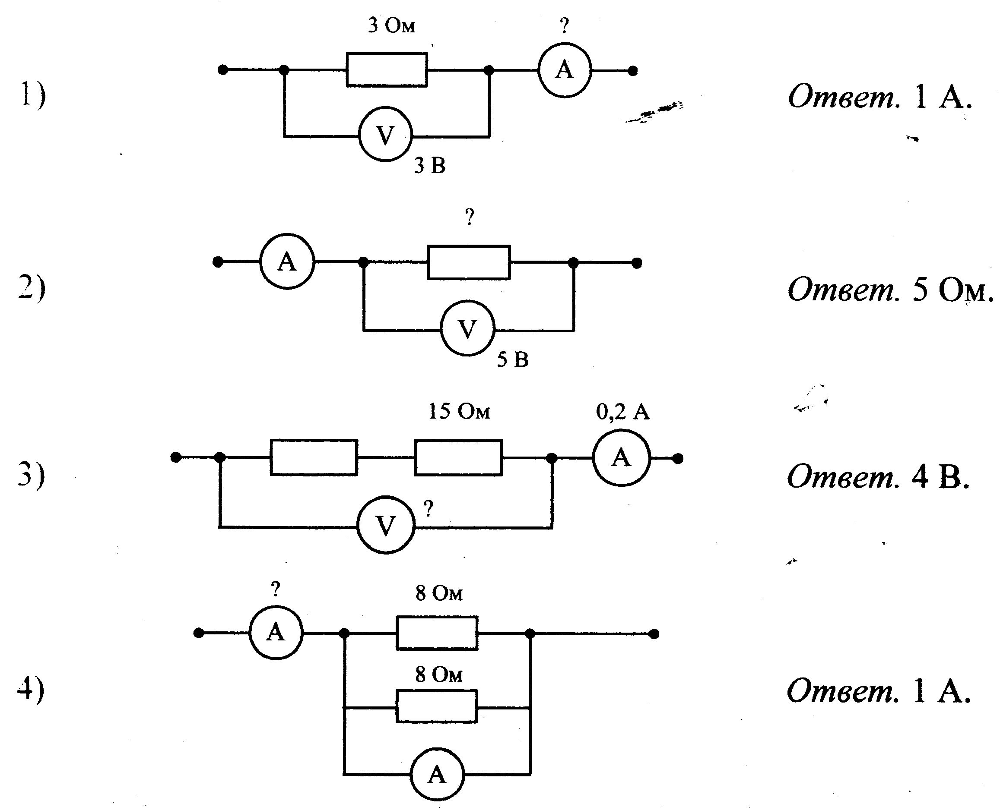 3 Ом ?
А
1) Ответ. 1 А.
V
3 В
?
А
2) Ответ. 5 Ом.
V
5 В
15 Ом 0,2 А
А
3) Ответ. 4 В.
V ?
? 8 Ом
А
8 Ом
4) Ответ. 1 А.
А